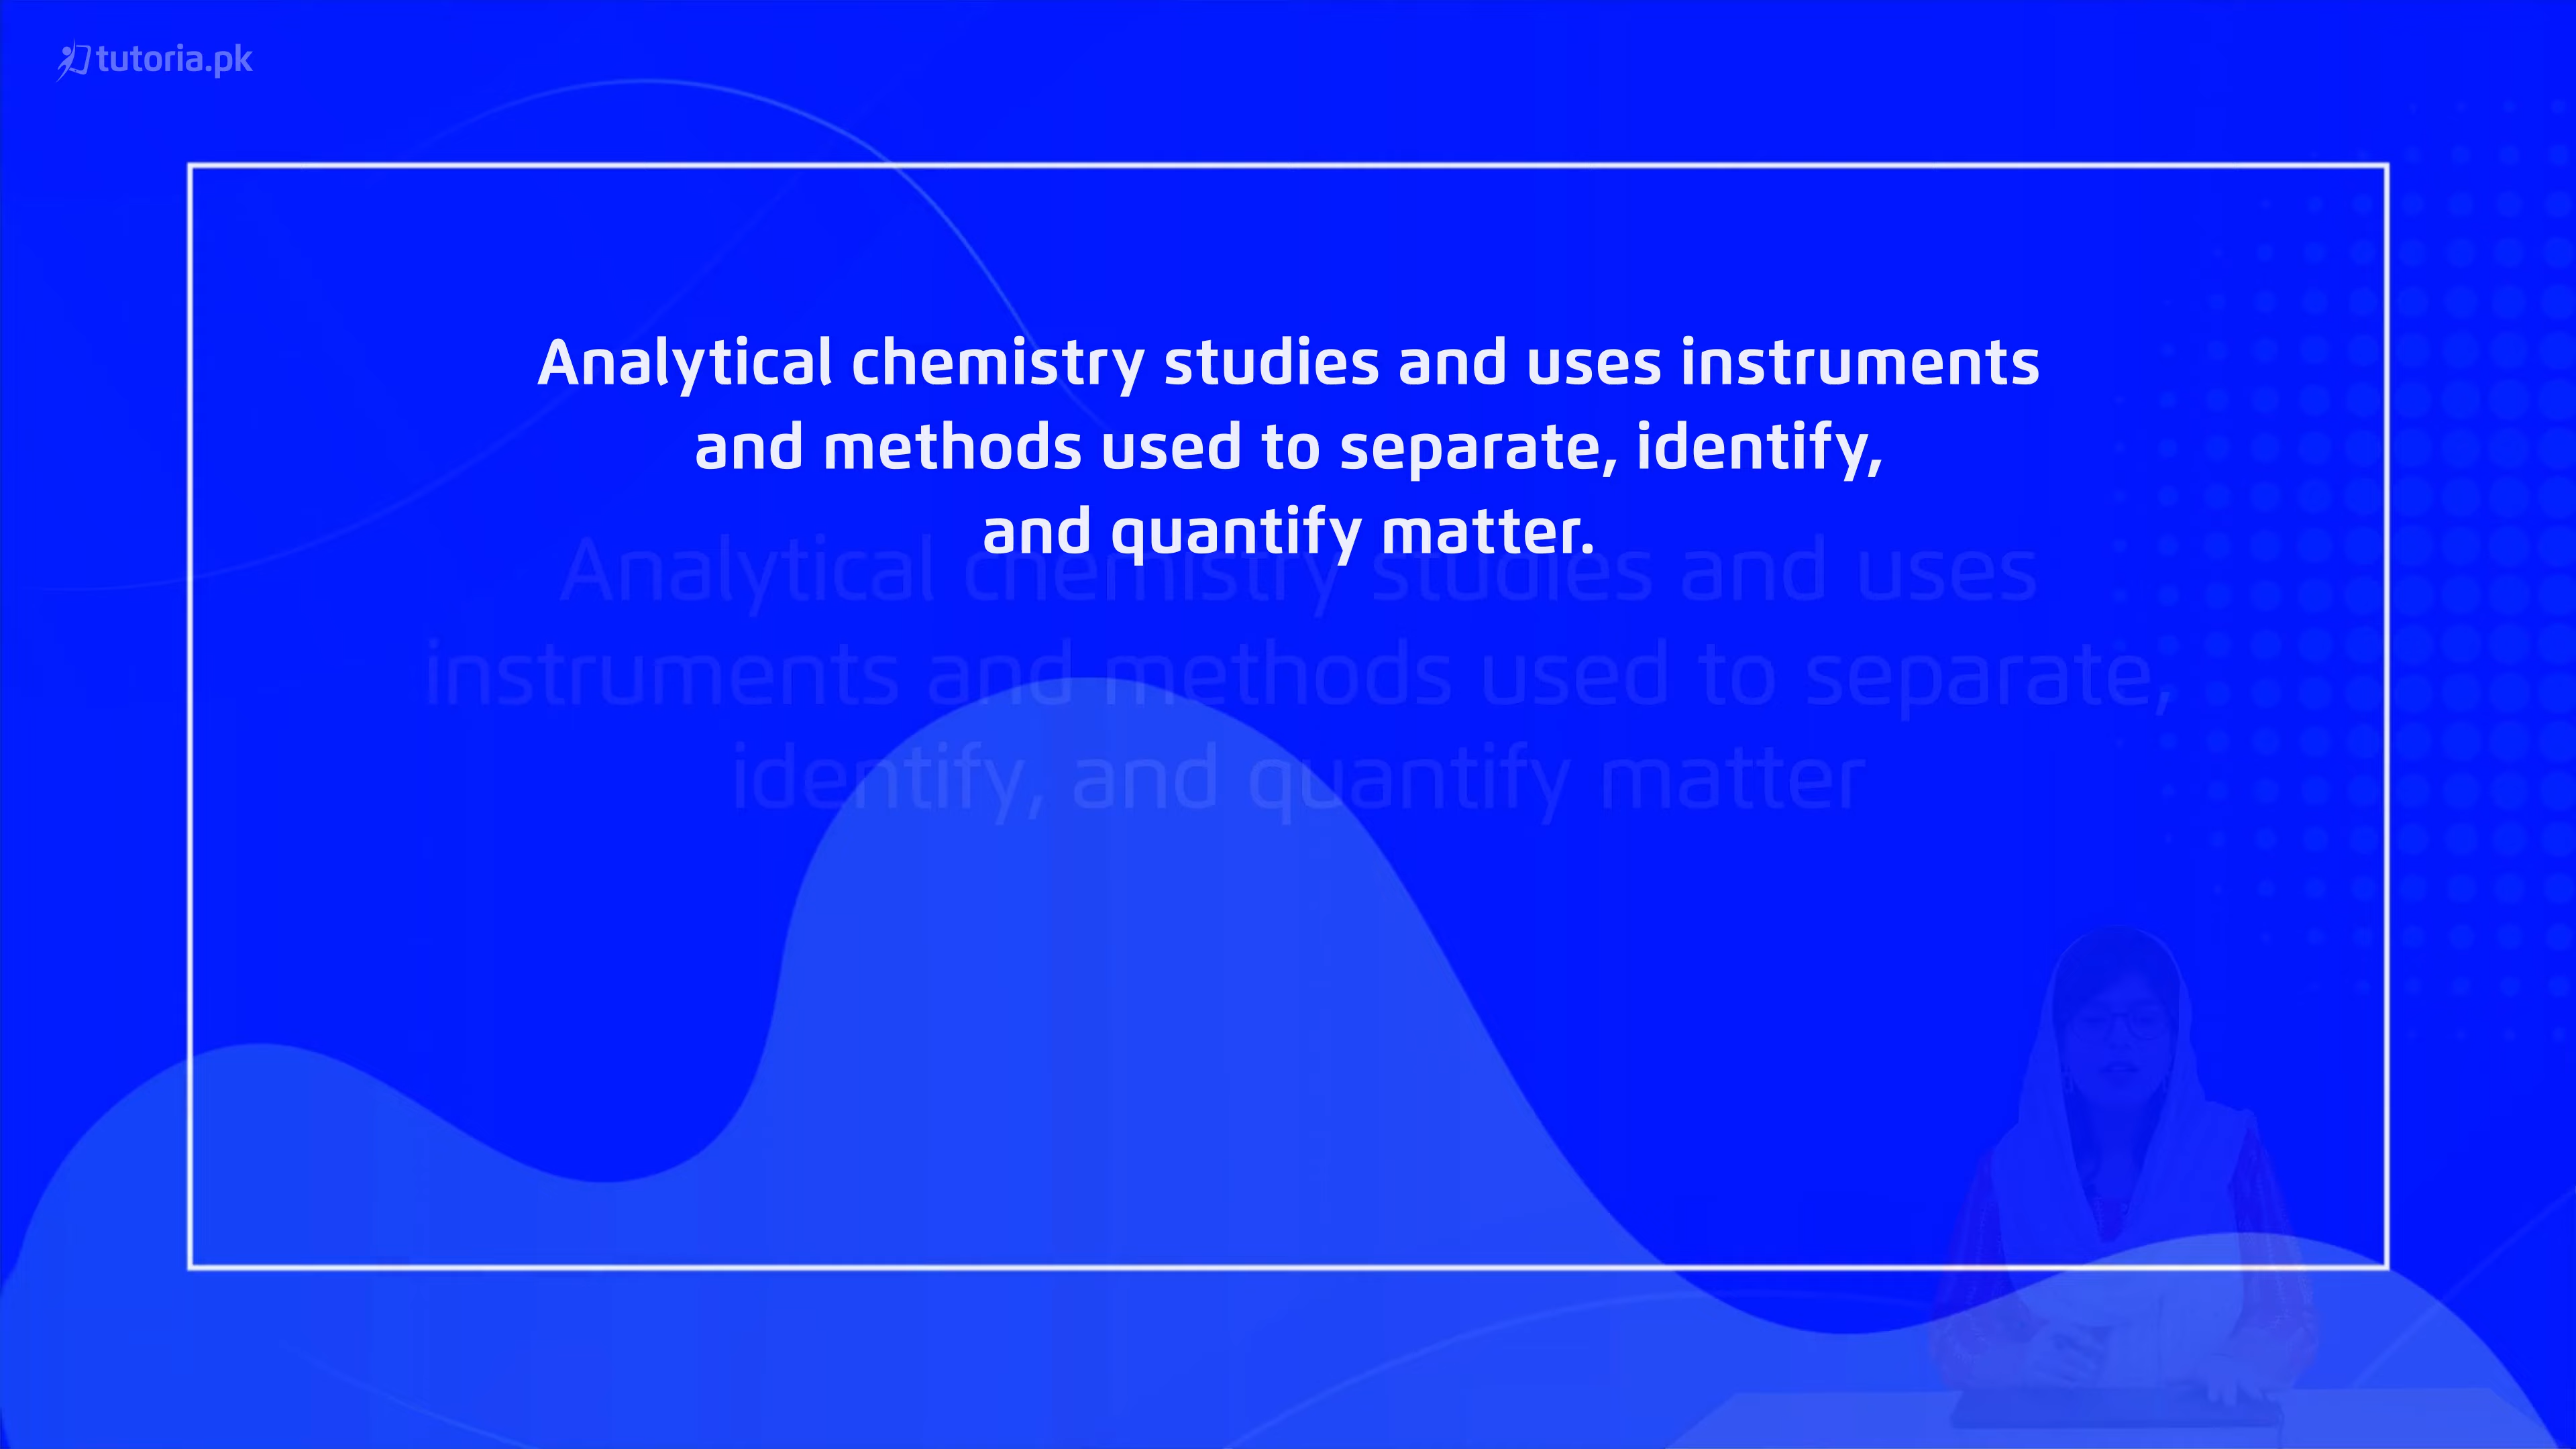 tutoria.pk
Analytical chemistry studies and uses instruments
and methods used to separate, identify,
and quantify matter.
Analytical chemistry studies and uses
instruments and methods used to separate,
identify, and quantify matter